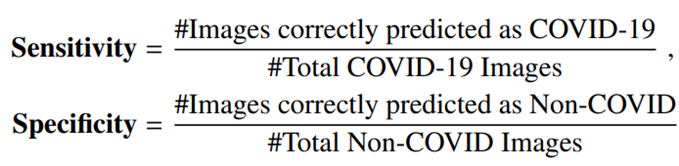 Sensitivity = #Images correctly predicted as COVID-19 / #Total COVID-19 Images ,
Specificity = #Images correctly predicted as Non-COVID / #Total Non-COVID Images